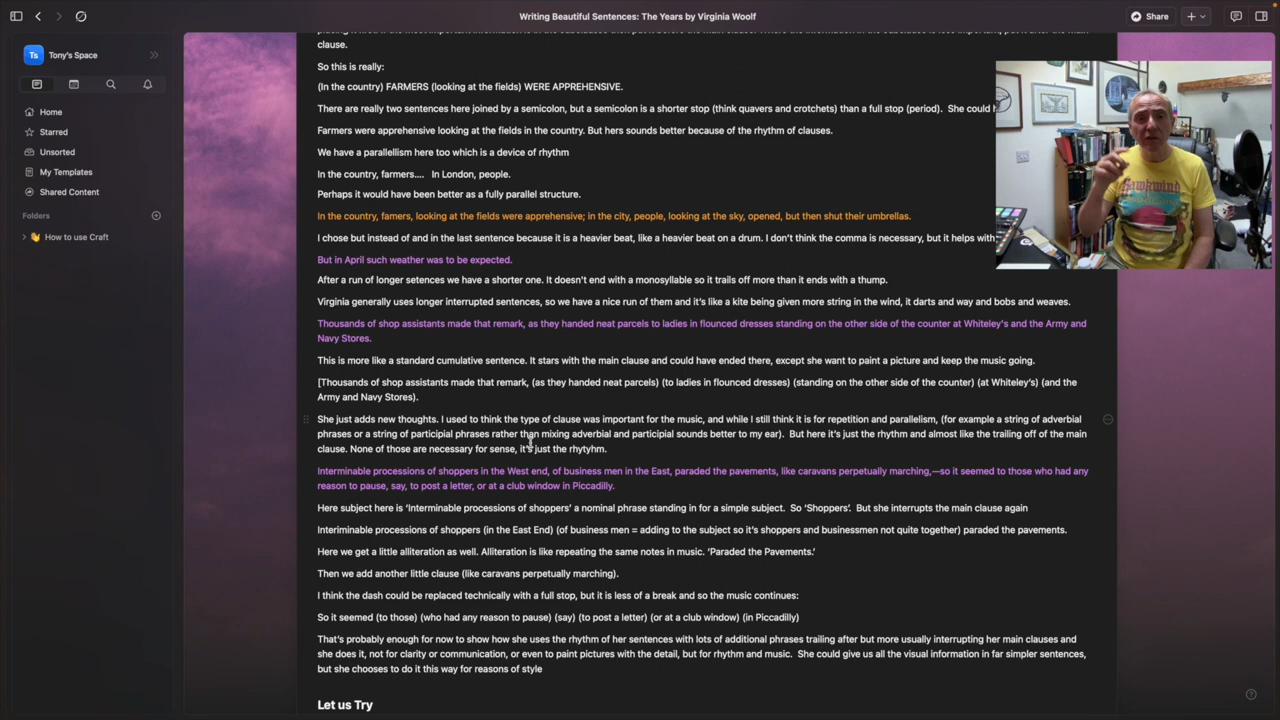 Writing Beautiful Sentences: The Years by Virginia Woolf
Share
Ts
Tony's Space
Home
Starred
Unsorted
My Templates
Shared Content
Folders
👋 How to use Craft
clause.
So this is really:
(In the country) FARMERS (looking at the fields) WERE APPREHENSIVE.
There are really two sentences here joined by a semicolon, but a semicolon is a shorter stop (think quavers and crotchets) than a full stop (period). She could
Farmers were apprehensive looking at the fields in the country. But hers sounds better because of the rhythm of clauses.
We have a parallellism here too which is a device of rhythm
In the country, farmers.... In London, people.
Perhaps it would have been better as a fully parallel structure.
In the country, famers, looking at the fields were apprehensive; in the city, people, looking at the sky, opened, but then shut their umbrellas.
I chose but instead of and in the last sentence because it is a heavier beat, like a heavier beat on a drum. I don't think the comma is necessary, but it helps with
But in April such weather was to be expected.
After a run of longer setences we have a shorter one. It doesn't end with a monosyllable so it trails off more than it ends with a thump.
Virginia generally uses longer interrupted sentences, so we have a nice run of them and it's like a kite being given more string in the wind, it darts and way and bobs and weaves.
Thousands of shop assistants made that remark, as they handed neat parcels to ladies in flounced dresses standing on the other side of the counter at Whiteley's and the Army and
Navy Stores.
This is more like a standard cumulative sentence. It stars with the main clause and could have ended there, except she want to paint a picture and keep the music going.
[Thousands of shop assistants made that remark, (as they handed neat parcels) (to ladies in flounced dresses) (standing on the other side of the counter) (at Whiteley's) (and the
Army and Navy Stores).
She just adds new thoughts. I used to think the type of clause was important for the music, and while I still think it is for repetition and parallelism, (for example a string of adverbial
phrases or a string of participial phrases rather than mixing adverbial and participial sounds better to my ear). But here it's just the rhythm and almost like the trailing off of the main
clause. None of those are necessary for sense, it's just the rhytyhm.
Interminable processions of shoppers in the West end, of business men in the East, paraded the pavements, like caravans perpetually marching,—so it seemed to those who had any
reason to pause, say, to post a letter, or at a club window in Piccadilly.
Here subject here is 'Interminable processions of shoppers' a nominal phrase standing in for a simple subject. So 'Shoppers'. But she interrupts the main clause again
Interiminable processions of shoppers (in the East End) (of business men = adding to the subject so it's shoppers and businessmen not quite together) paraded the pavements.
Here we get a little alliteration as well. Alliteration is like repeating the same notes in music. 'Paraded the Pavements.'
Then we add another little clause (like caravans perpetually marching).
I think the dash could be replaced technically with a full stop, but it is less of a break and so the music continues:
So it seemed (to those) (who had any reason to pause) (say) (to post a letter) (or at a club window) (in Piccadilly)
That's probably enough for now to show how she uses the rhythm of her sentences with lots of additional phrases trailing after but more usually interrupting her main clauses and
she does it, not for clarity or communication, or even to paint pictures with the detail, but for rhythm and music. She could give us all the visual information in far simpler sentences,
but she chooses to do it this way for reasons of style
Let us Try
Hawkwind